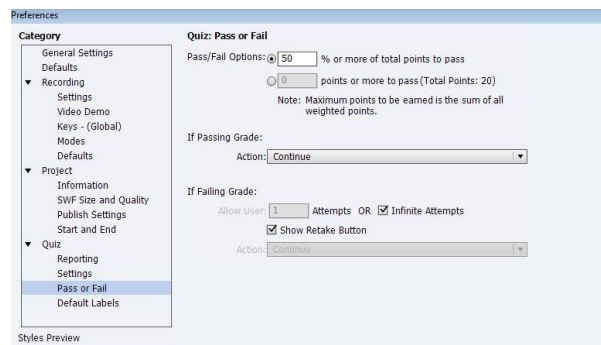 Preferences
Category
General Settings
Defaults
Recording
Settings
Video Demo
Keys - (Global)
Modes
Defaults
Project
Information
SWF Size and Quality
Publish Settings
Start and End
Quiz
Reporting
Settings
Pass or Fail
Default Labels
Styles Preview
Quiz: Pass or Fail
Pass/Fail Options: 50 % or more of total points to pass
0 points or more to pass (Total Points: 20)
Note: Maximum points to be earned is the sum of all
weighted points.
If Passing Grade:
Action: Continue
If Failing Grade:
Allow User: 1 Attempts OR Infinite Attempts
Show Retake Button
Action: Continue